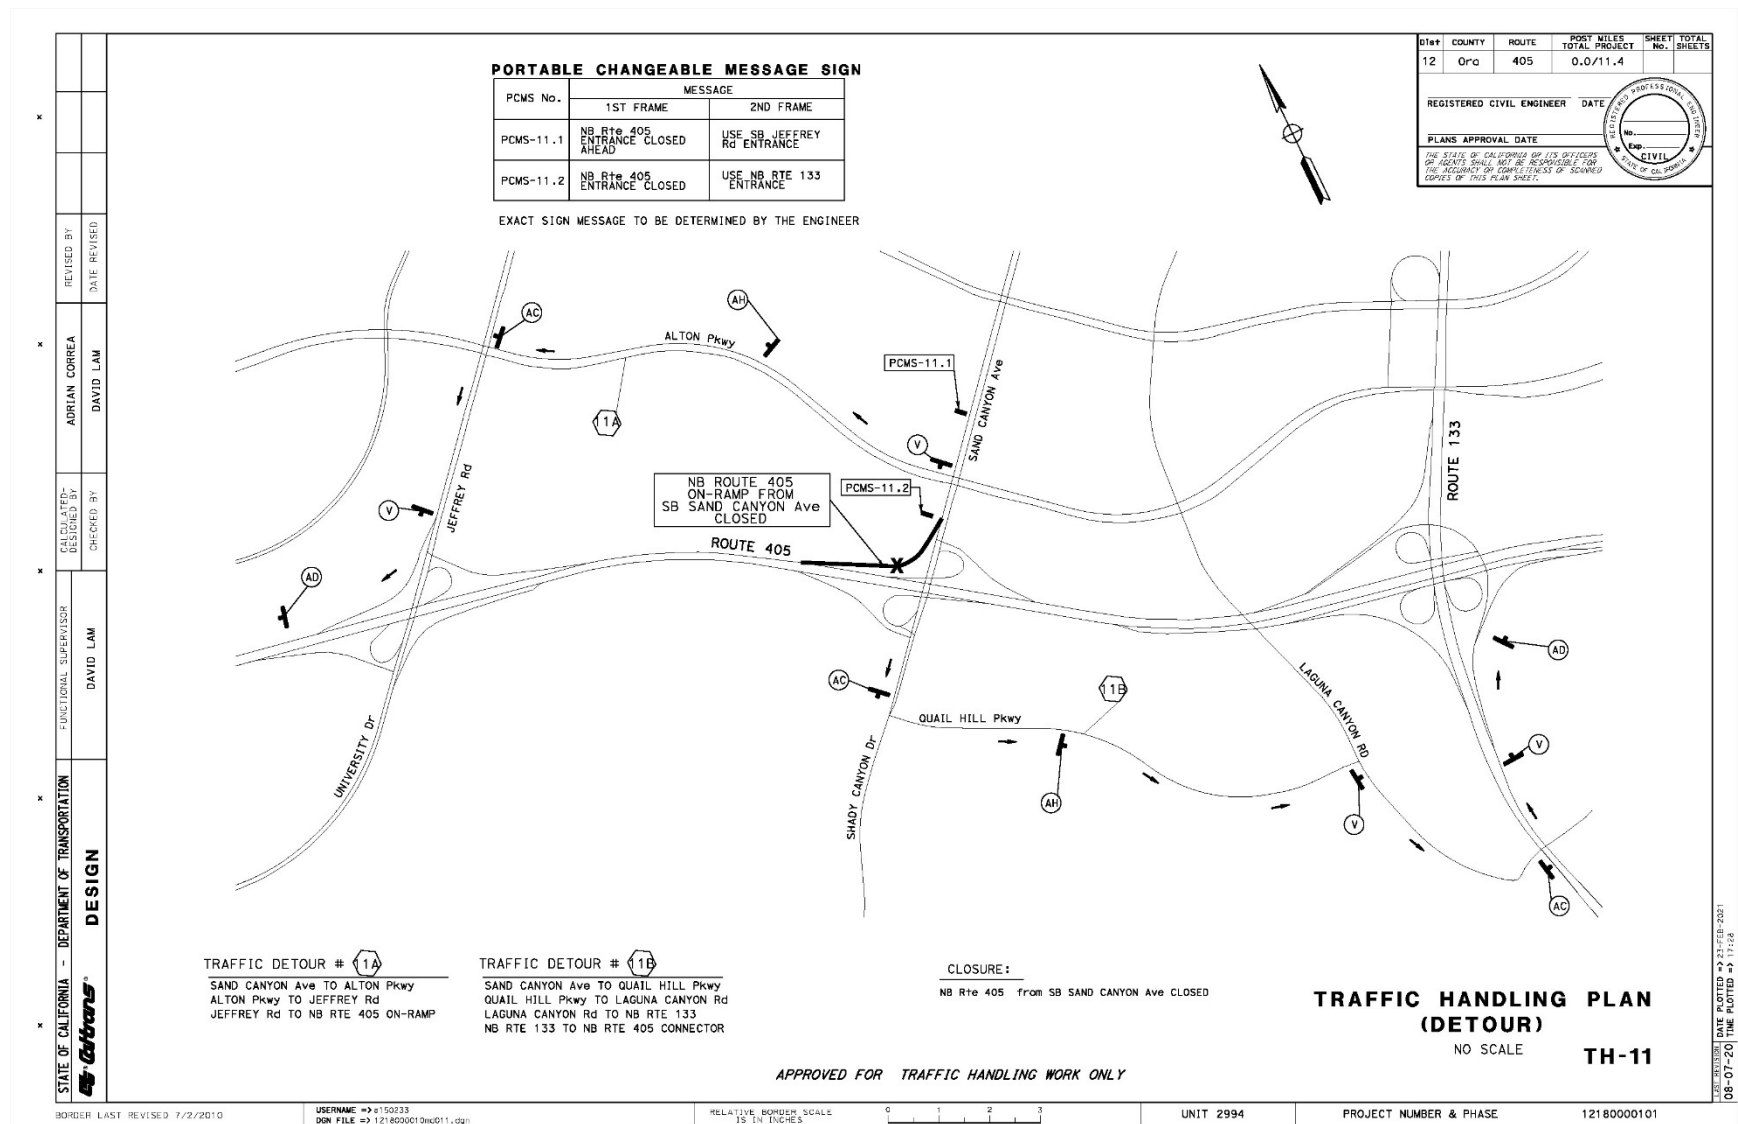 PORTABLE CHANGEABLE MESSAGE SIGN
PCMS No.
MESSAGE
1ST FRAME
2ND FRAME
PCMS-11.1
NB Rte 405
ENTRANCE CLOSED
AHEAD
USE SB JEFFREY
Rd ENTRANCE
PCMS-11.2
NB Rte 405
ENTRANCE CLOSED
USE NB RTE 133
ENTRANCE
EXACT SIGN MESSAGE TO BE DETERMINED BY THE ENGINEER
Dist COUNTY ROUTE POST MILES TOTAL PROJECT SHEET No. TOTAL SHEETS
12 Ora 405 0.0/11.4
REGISTERED CIVIL ENGINEER DATE
PLANS APPROVAL DATE
THE STATE OF CALIFORNIA OR ITS OFFICERS
OR AGENTS SHALL NOT BE RESPONSIBLE FOR
THE ACCURACY OR COMPLETENESS OF SCANNED
COPIES OF THIS PLAN SHEET.
REGISTERED PROFESSIONAL ENGINEER
No.
Exp.
CIVIL
STATE OF CALIFORNIA
REVISED BY
DATE REVISED
ADRIAN CORREA
DAVID LAM
CALCULATED-
DESIGNED BY
CHECKED BY
FUNCTIONAL SUPERVISOR
DAVID LAM
STATE OF CALIFORNIA - DEPARTMENT OF TRANSPORTATION
DESIGN
Caltrans
AC
AH
ALTON Pkwy
PCMS-11.1
SAND CANYON Ave
11A
V
JEFFREY Rd
V
NB ROUTE 405
ON-RAMP FROM
SB SAND CANYON Ave
CLOSED
PCMS-11.2
ROUTE 133
ROUTE 405
AD
AD
AC
11B
LAGUNA CANYON RD
QUAIL HILL Pkwy
UNIVERSITY Dr
SHADY CANYON Dr
V
AH
V
AC
TRAFFIC DETOUR # 11A
SAND CANYON Ave TO ALTON Pkwy
ALTON Pkwy TO JEFFREY Rd
JEFFREY Rd TO NB RTE 405 ON-RAMP
TRAFFIC DETOUR # 11B
SAND CANYON Ave TO QUAIL HILL Pkwy
QUAIL HILL Pkwy TO LAGUNA CANYON Rd
LAGUNA CANYON Rd TO NB RTE 133
NB RTE 133 TO NB RTE 405 CONNECTOR
CLOSURE:
NB Rte 405 from SB SAND CANYON Ave CLOSED
TRAFFIC HANDLING PLAN
(DETOUR)
NO SCALE
TH-11
APPROVED FOR TRAFFIC HANDLING WORK ONLY
LAST REVISION
08-07-20
DATE PLOTTED => 23-FEB-2021
TIME PLOTTED => 17:28
BORDER LAST REVISED 7/2/2010
USERNAME => s150233
DGN FILE => 1218000010md011.dgn
RELATIVE BORDER SCALE
IS IN INCHES
0 1 2 3
UNIT 2994
PROJECT NUMBER & PHASE
12180000101